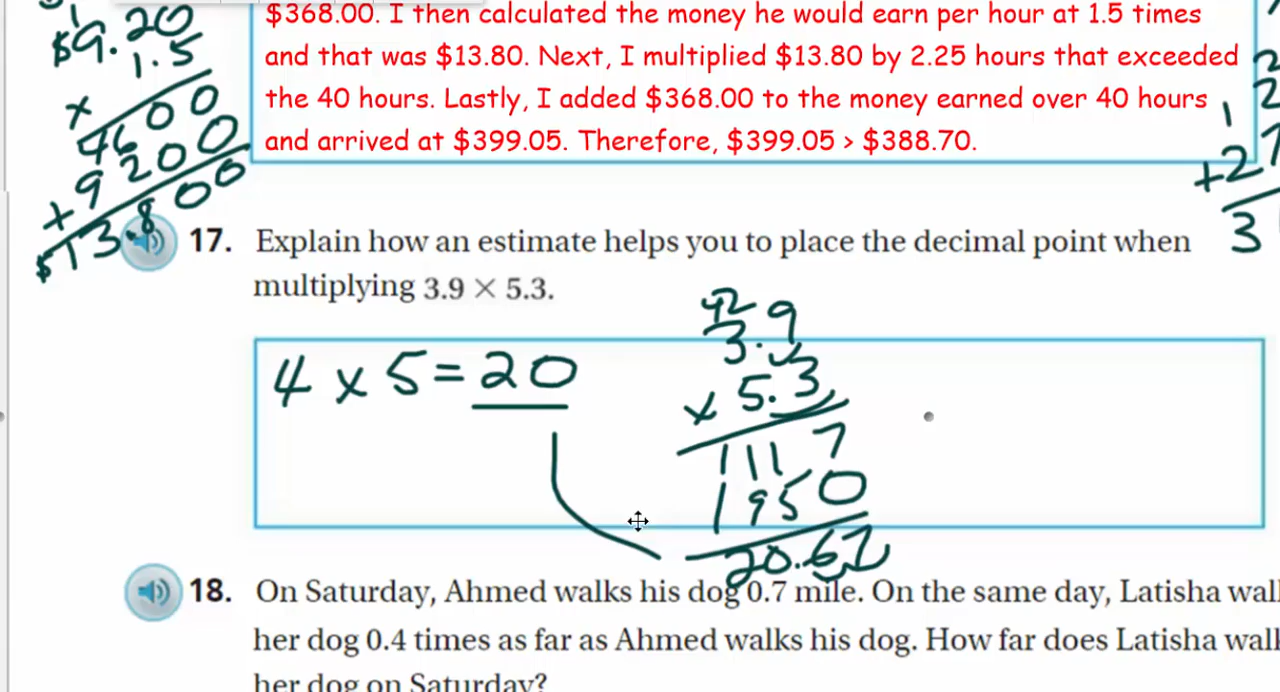 $368.00. I then calculated the money he would earn per hour at 1.5 times
and that was $13.80. Next, I multiplied $13.80 by 2.25 hours that exceeded
the 40 hours. Lastly, I added $368.00 to the money earned over 40 hours
and arrived at $399.05. Therefore, $399.05 > $388.70.
1
$9.20
1.5
x
4600
+9200
$13.800
1
+27
3
17. Explain how an estimate helps you to place the decimal point when
multiplying 3.9 × 5.3.
4 x 5 = 20
42
3.9
x 5.3
117
1950
20.67
18. On Saturday, Ahmed walks his dog 0.7 mile. On the same day, Latisha wal
her dog 0.4 times as far as Ahmed walks his dog. How far does Latisha walk
her dog on Saturday?